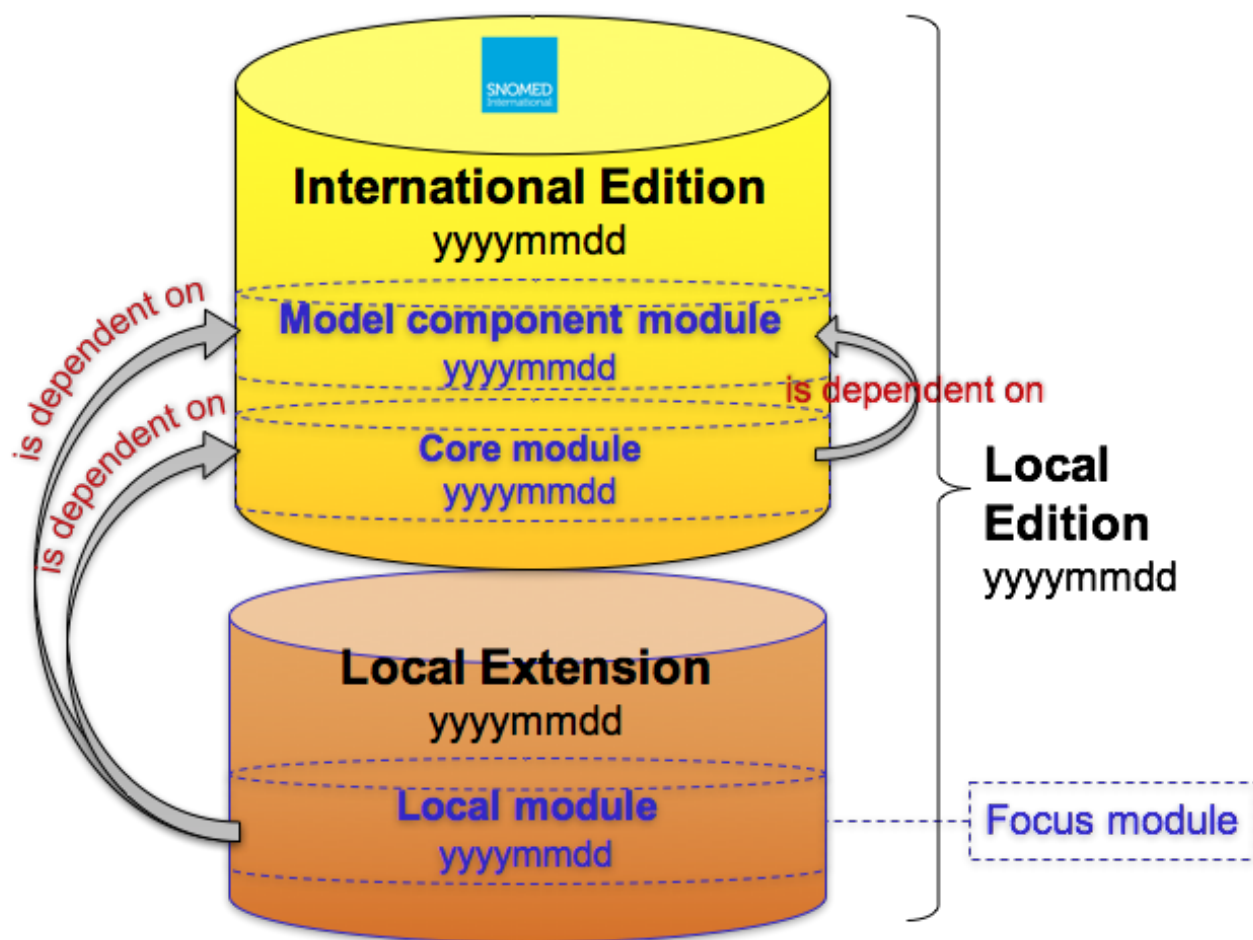 SNOMED
International
International Edition
yyyymmdd
is dependent on
Model component module
yyyymmdd
is dependent on
is dependent on
Core module
yyyymmdd
Local
Edition
yyyymmdd
Local Extension
yyyymmdd
Local module
yyyymmdd
Focus module